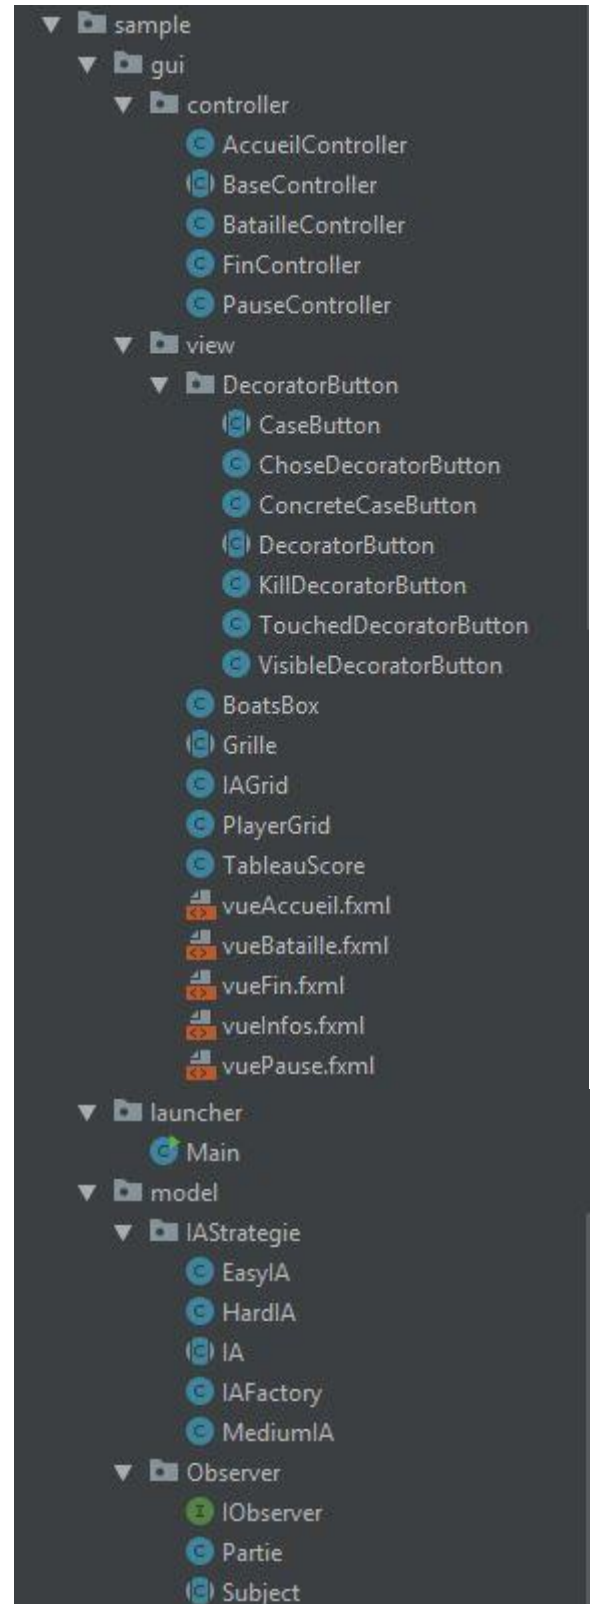 sample
gui
controller
AccueilController
BaseController
BatailleController
FinController
PauseController
view
DecoratorButton
CaseButton
ChoseDecoratorButton
ConcreteCaseButton
DecoratorButton
KillDecoratorButton
TouchedDecoratorButton
VisibleDecoratorButton
BoatsBox
Grille
IAGrid
PlayerGrid
TableauScore
vueAccueil.fxml
vueBataille.fxml
vueFin.fxml
vueInfos.fxml
vuePause.fxml
launcher
Main
model
IAStrategie
EasyIA
HardIA
IA
IAFactory
MediumIA
Observer
IObserver
Partie
Subject